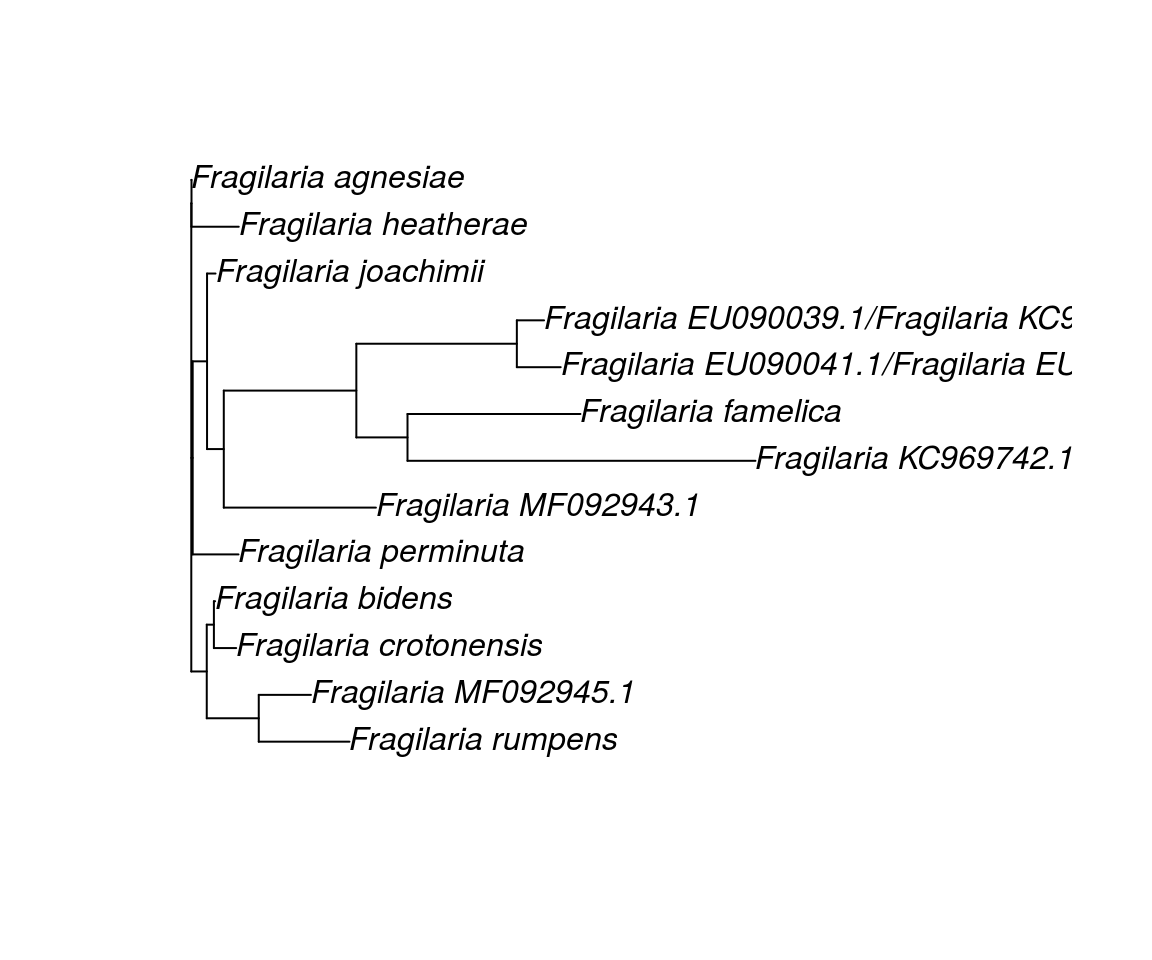 Fragilaria agnesiae
Fragilaria heatherae
Fragilaria joachimii
Fragilaria EU090039.1/Fragilaria KC9
Fragilaria EU090041.1/Fragilaria EU
Fragilaria famelica
Fragilaria KC969742.1
Fragilaria MF092943.1
Fragilaria perminuta
Fragilaria bidens
Fragilaria crotonensis
Fragilaria MF092945.1
Fragilaria rumpens